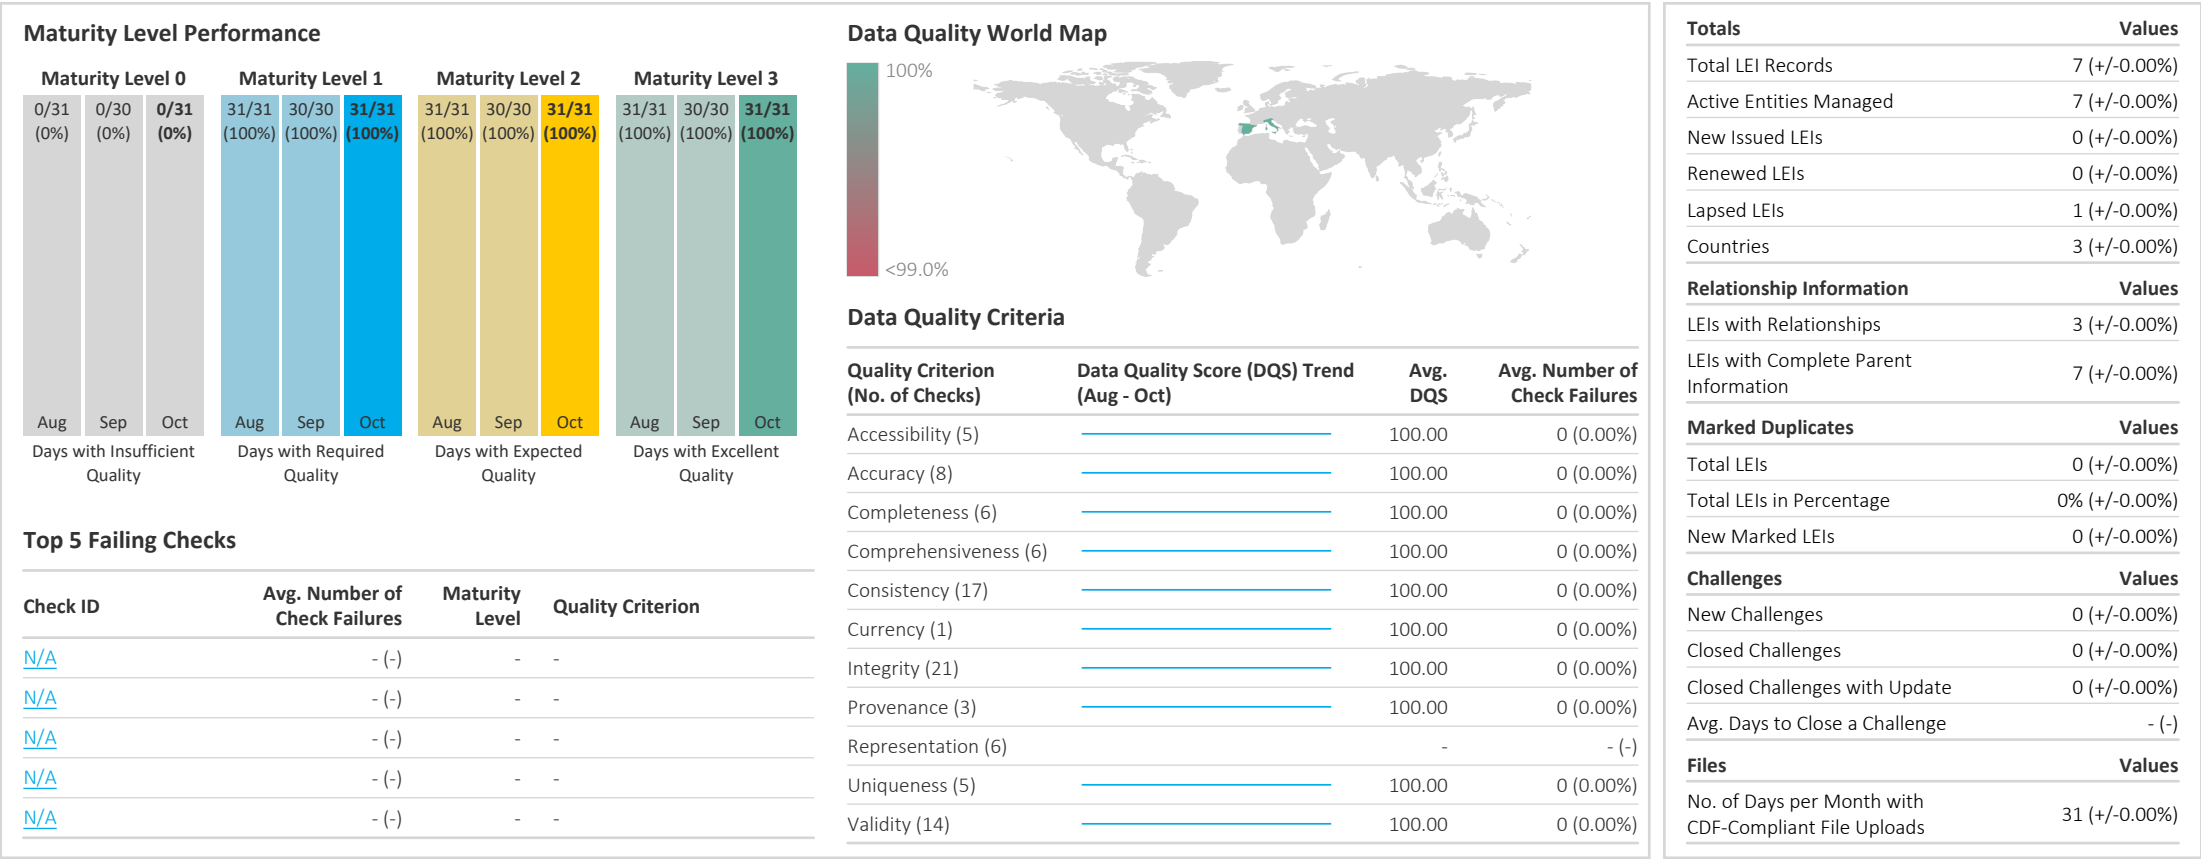 Maturity Level Performance
Maturity Level 0
Maturity Level 1
Maturity Level 2
Maturity Level 3
0/31 0/30 0/31
(0%) (0%) (0%)
31/31 30/30 31/31
(100%) (100%) (100%)
31/31 30/30 31/31
(100%) (100%) (100%)
31/31 30/30 31/31
(100%) (100%) (100%)
Aug Sep Oct
Aug Sep Oct
Aug Sep Oct
Aug Sep Oct
Days with Insufficient
Quality
Days with Required
Quality
Days with Expected
Quality
Days with Excellent
Quality
Top 5 Failing Checks
Check ID
Avg. Number of
Check Failures
Maturity
Level
Quality Criterion
N/A - (-) - -
N/A - (-) - -
N/A - (-) - -
N/A - (-) - -
N/A - (-) - -
Data Quality World Map
100%
<99.0%
Data Quality Criteria
Quality Criterion
(No. of Checks)
Data Quality Score (DQS) Trend
(Aug - Oct)
Avg.
DQS
Avg. Number of
Check Failures
Accessibility (5) 100.00 0 (0.00%)
Accuracy (8) 100.00 0 (0.00%)
Completeness (6) 100.00 0 (0.00%)
Comprehensiveness (6) 100.00 0 (0.00%)
Consistency (17) 100.00 0 (0.00%)
Currency (1) 100.00 0 (0.00%)
Integrity (21) 100.00 0 (0.00%)
Provenance (3) 100.00 0 (0.00%)
Representation (6) - - (-)
Uniqueness (5) 100.00 0 (0.00%)
Validity (14) 100.00 0 (0.00%)
Totals Values
Total LEI Records 7 (+/-0.00%)
Active Entities Managed 7 (+/-0.00%)
New Issued LEIs 0 (+/-0.00%)
Renewed LEIs 0 (+/-0.00%)
Lapsed LEIs 1 (+/-0.00%)
Countries 3 (+/-0.00%)
Relationship Information Values
LEIs with Relationships 3 (+/-0.00%)
LEIs with Complete Parent
Information 7 (+/-0.00%)
Marked Duplicates Values
Total LEIs 0 (+/-0.00%)
Total LEIs in Percentage 0% (+/-0.00%)
New Marked LEIs 0 (+/-0.00%)
Challenges Values
New Challenges 0 (+/-0.00%)
Closed Challenges 0 (+/-0.00%)
Closed Challenges with Update 0 (+/-0.00%)
Avg. Days to Close a Challenge - (-)
Files Values
No. of Days per Month with
CDF-Compliant File Uploads 31 (+/-0.00%)